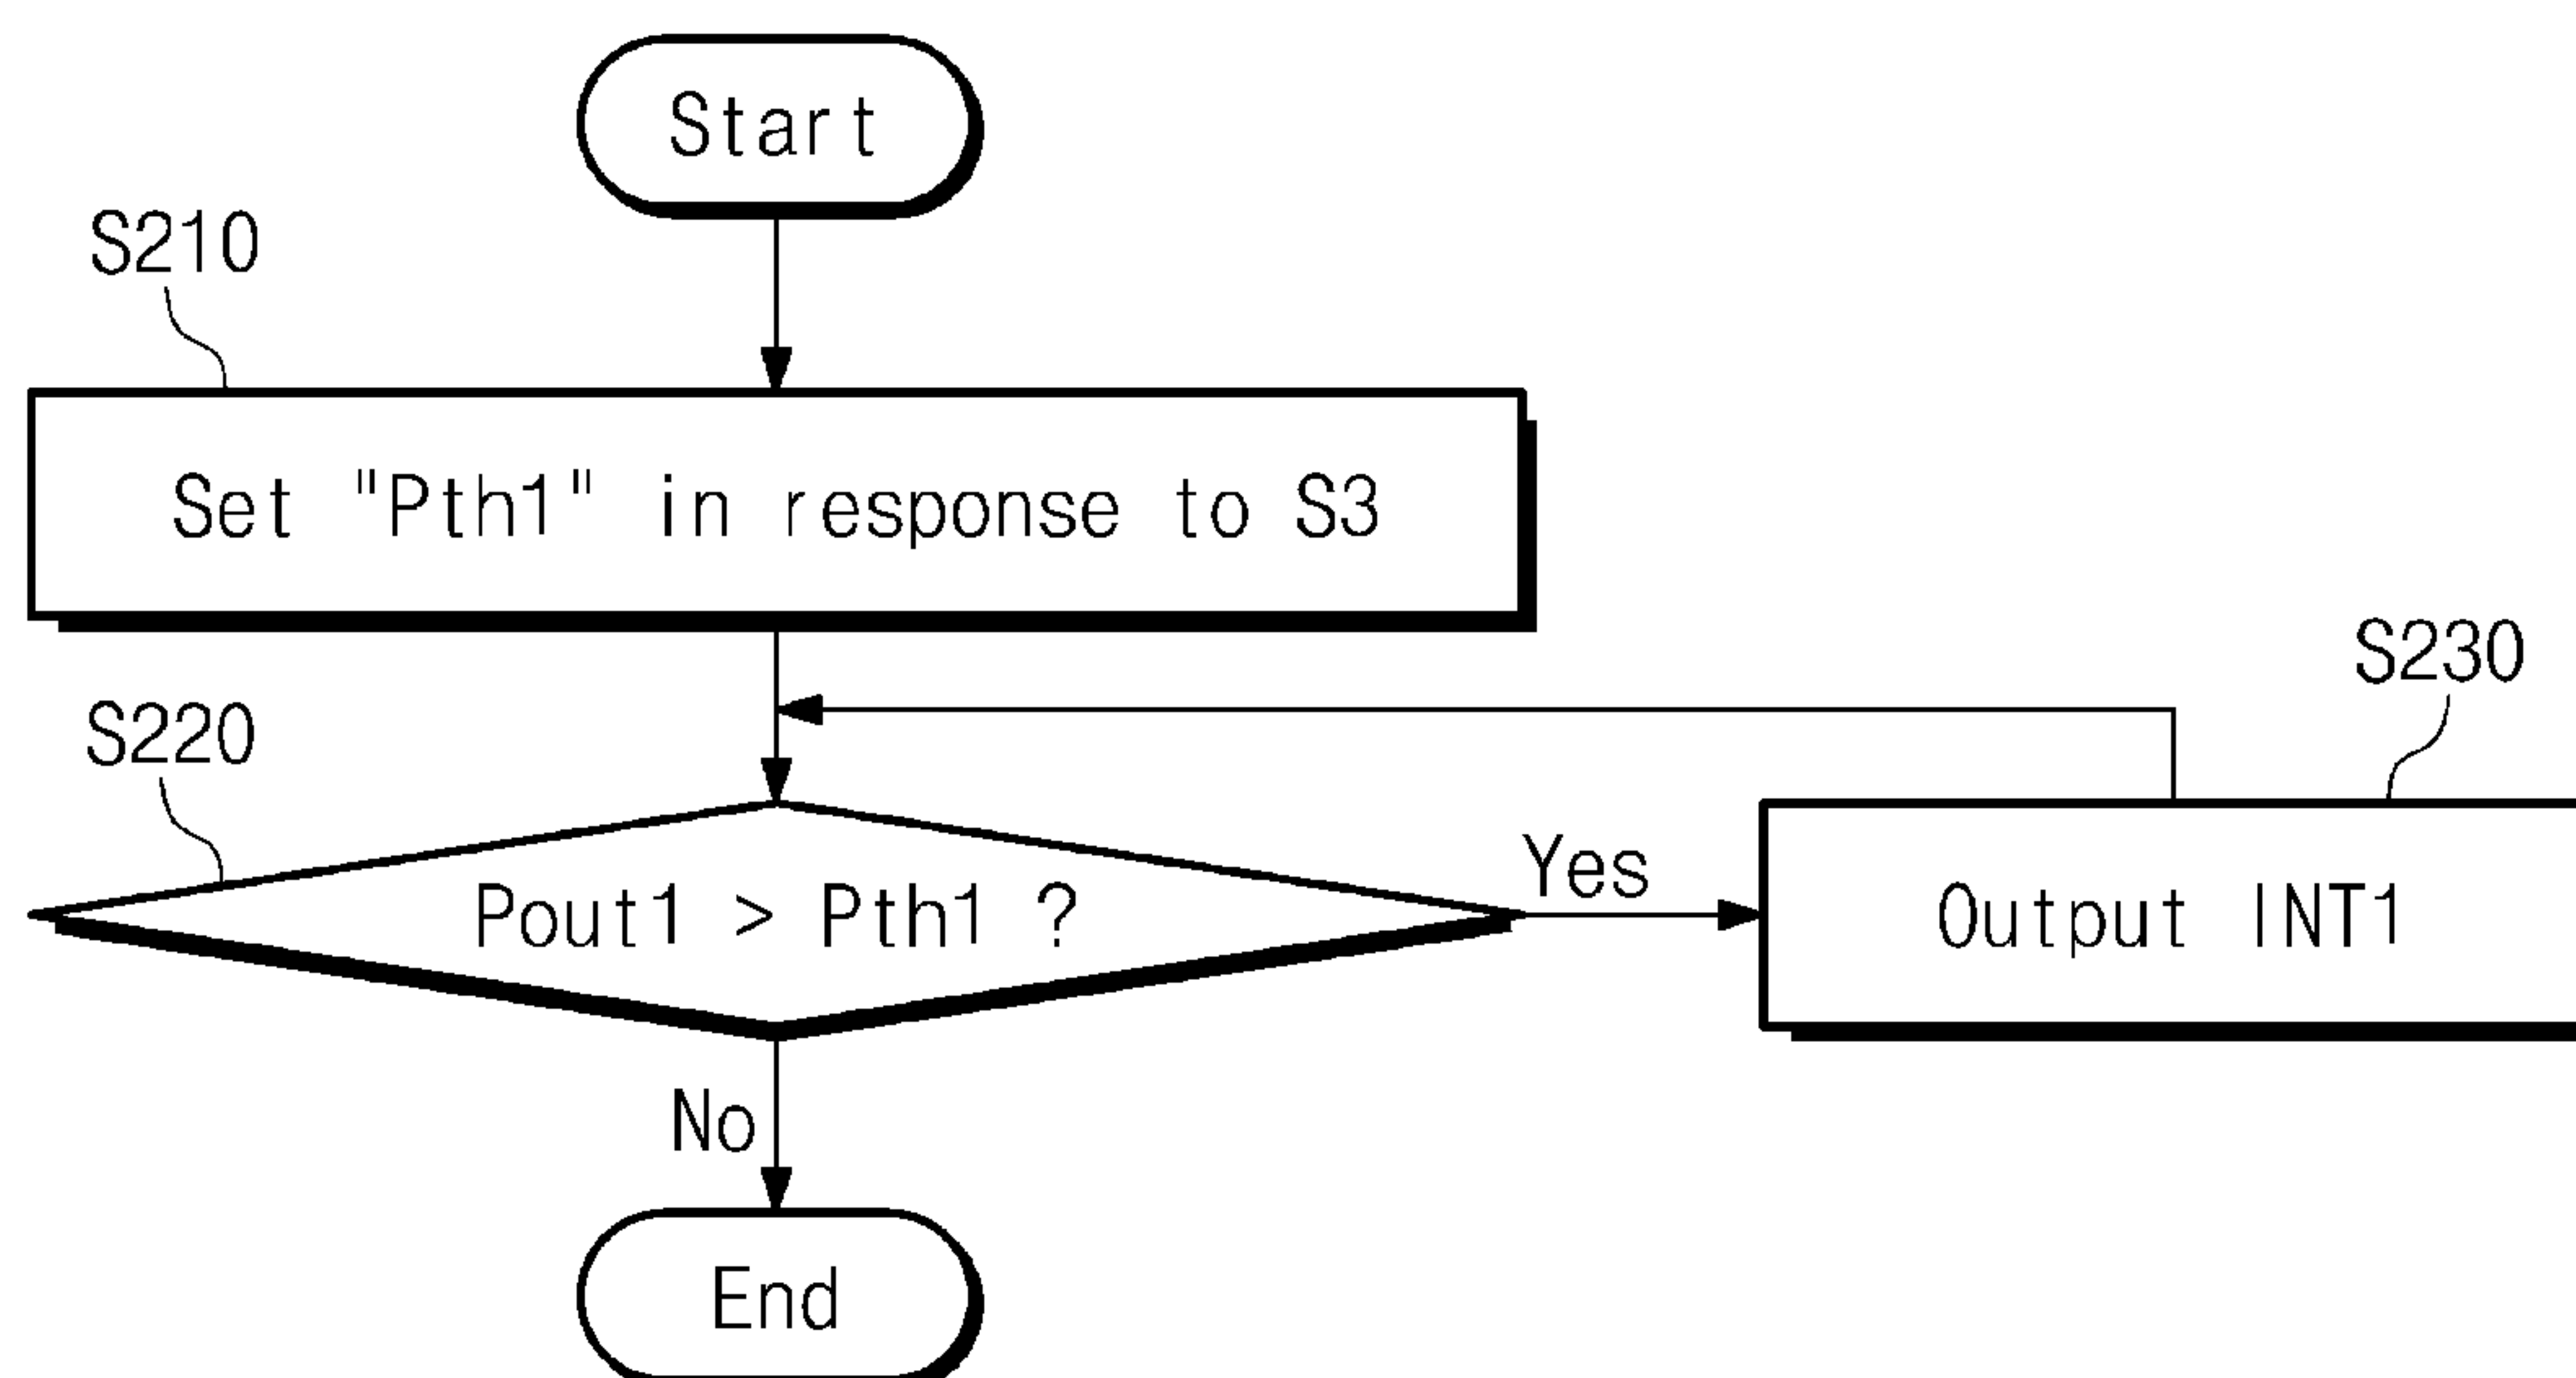 Start
S210
Set "Pth1" in response to S3
S230
S220
Yes
Pout1 > Pth1 ?
Output INT1
No
End